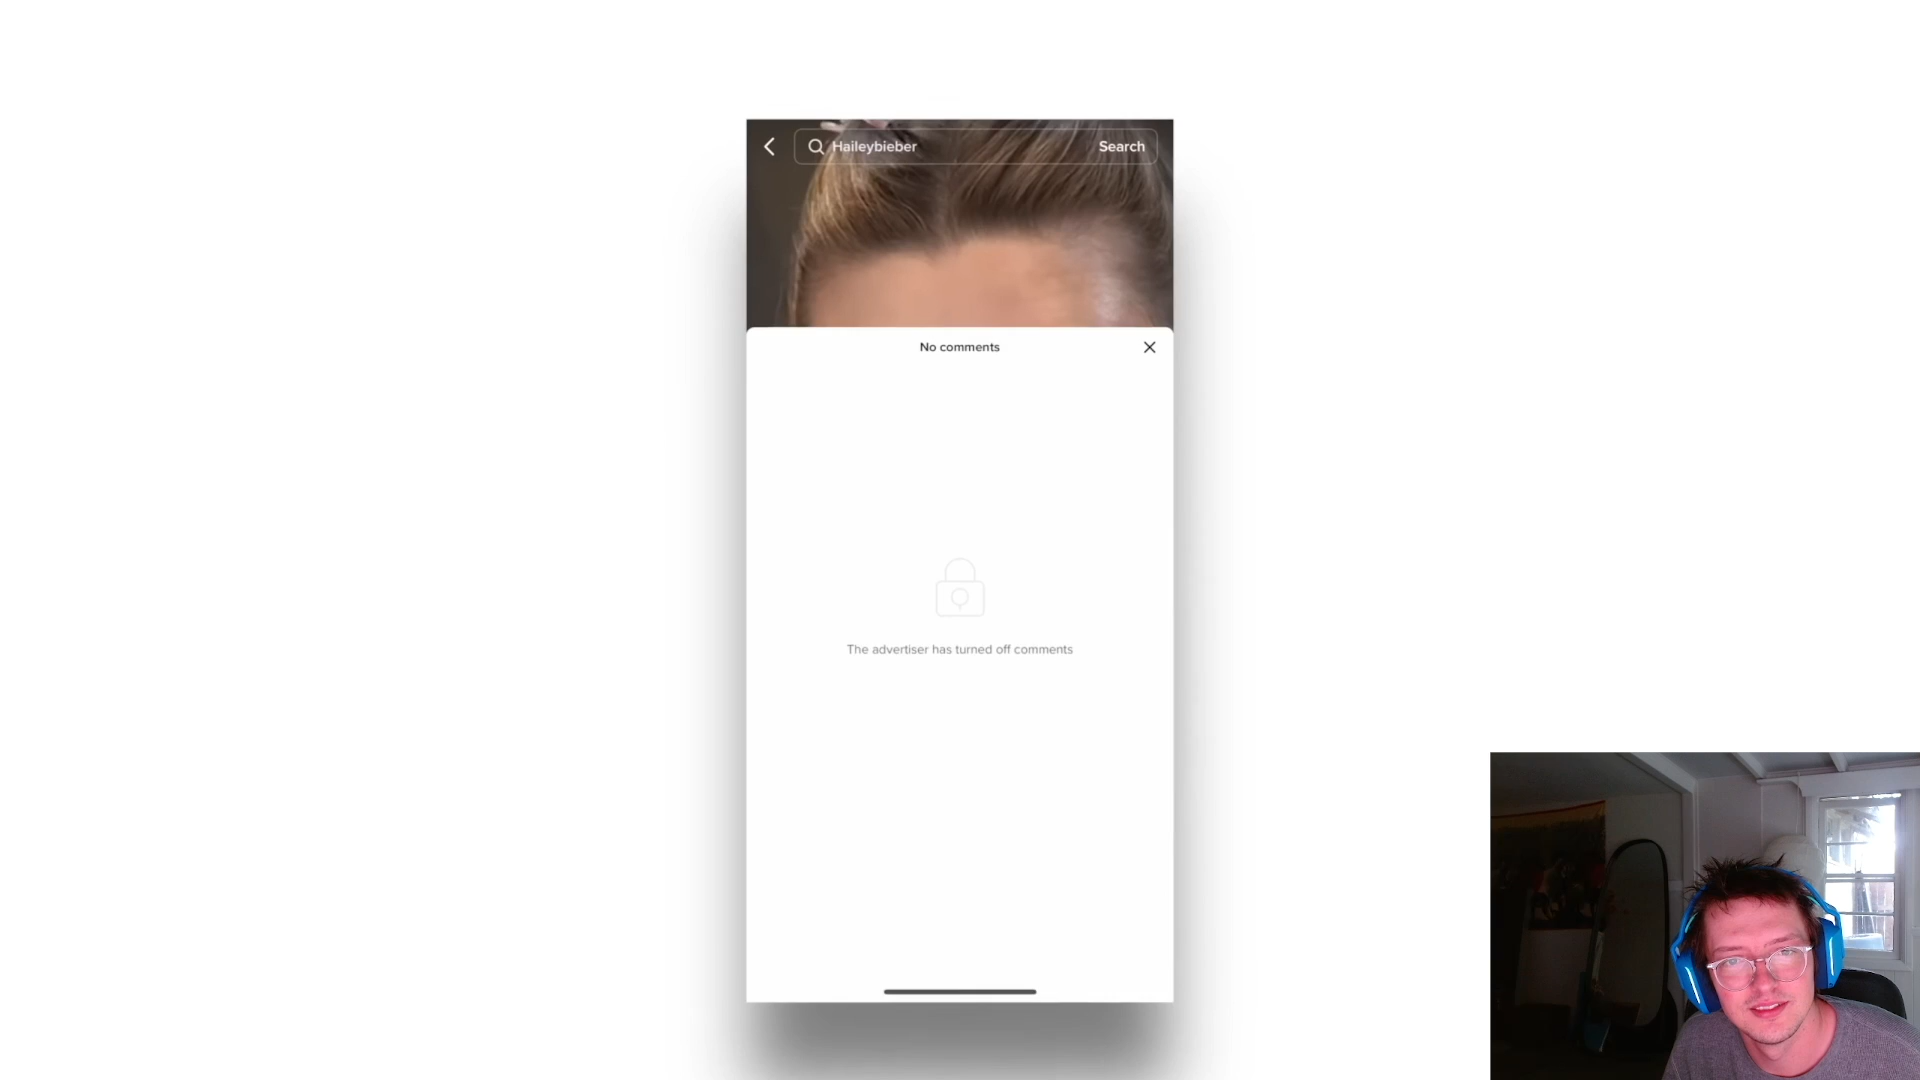 Haileybieber Search
No comments
The advertiser has turned off comments